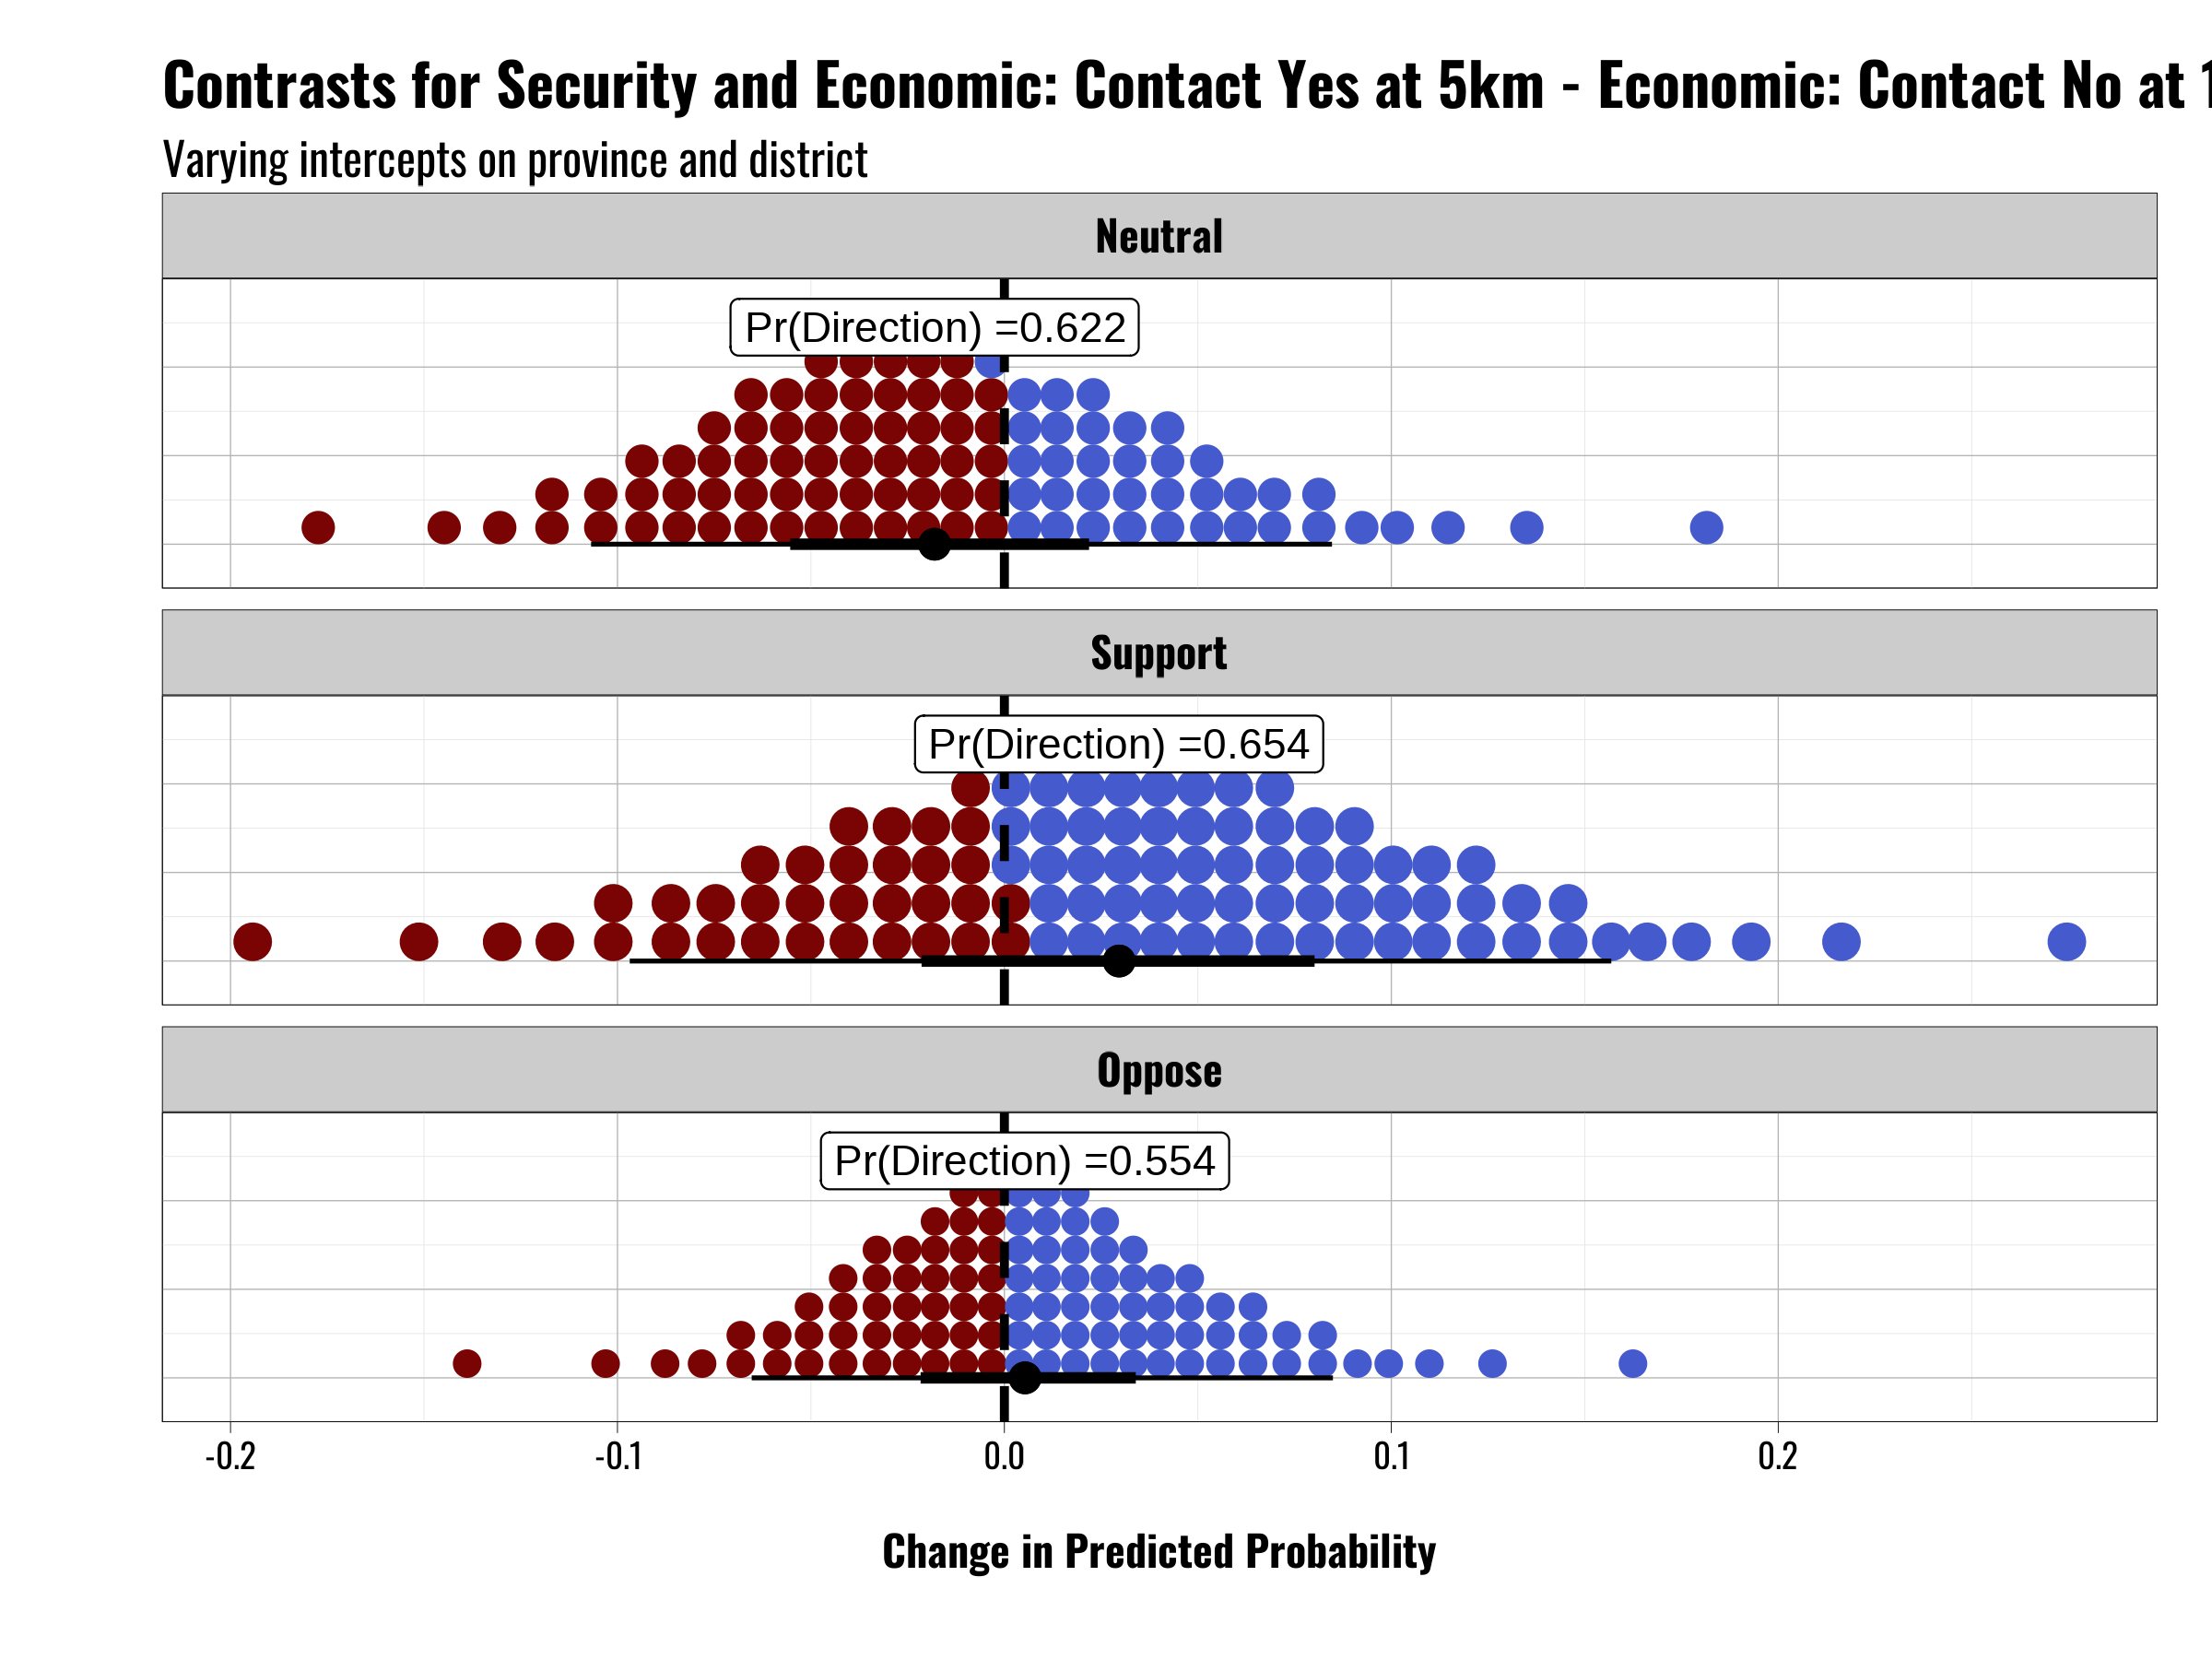 Contrasts for Security and Economic: Contact Yes at 5km - Economic: Contact No at
Varying intercepts on province and district
Neutral
Pr(Direction) =0.622
Support
Pr(Direction) =0.654
Oppose
Pr(Direction) =0.554
-0.2 -0.1 0.0 0.1 0.2
Change in Predicted Probability